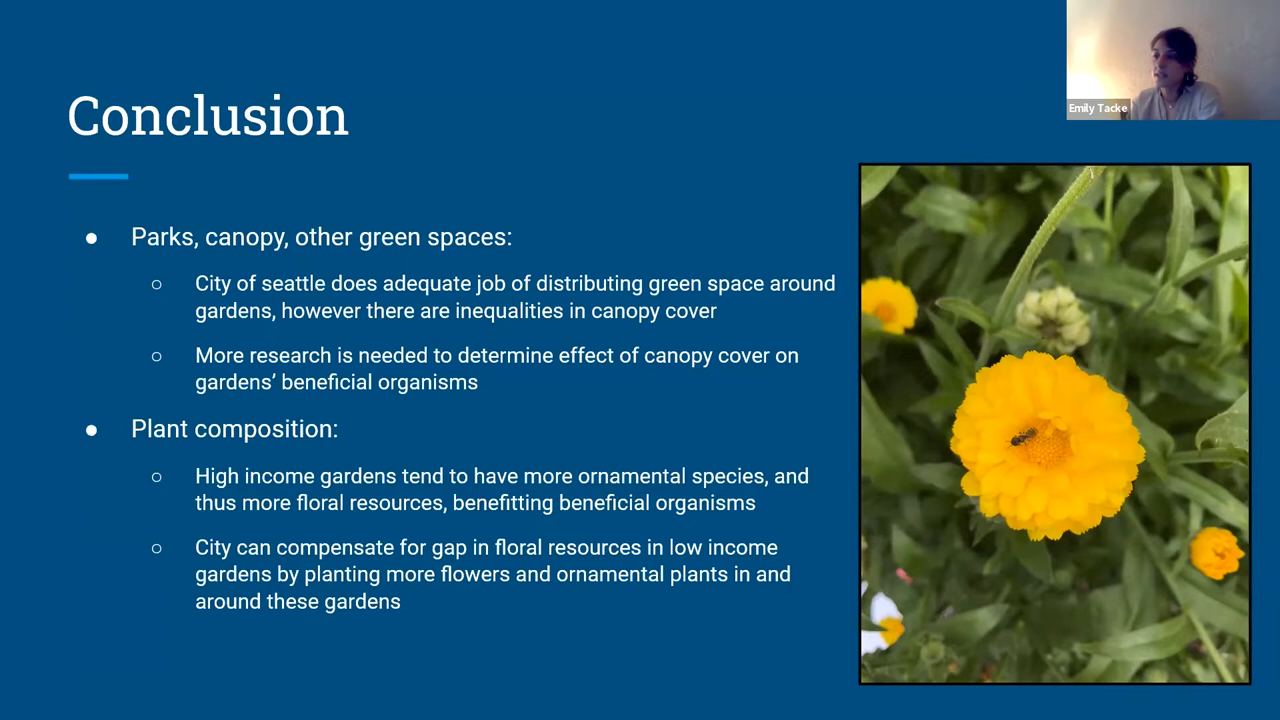 Conclusion
Emily Tacke
● Parks, canopy, other green spaces:
○ City of seattle does adequate job of distributing green space around
gardens, however there are inequalities in canopy cover
○ More research is needed to determine effect of canopy cover on
gardens’ beneficial organisms
● Plant composition:
○ High income gardens tend to have more ornamental species, and
thus more floral resources, benefitting beneficial organisms
○ City can compensate for gap in floral resources in low income
gardens by planting more flowers and ornamental plants in and
around these gardens